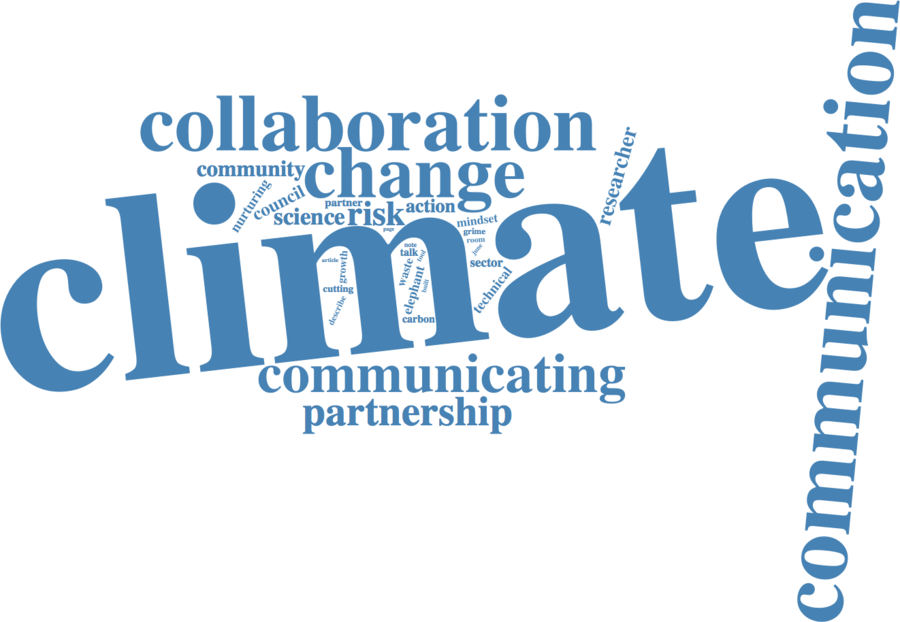 collaboration
change
community
researcher
nurturing
council
partner
action
science
risk
page
mindset
grime
room
climate
note
talk
food
article
growth
waste
elephant
built
sector
technical
cutting
describe
carbon
communicating
partnership
communication